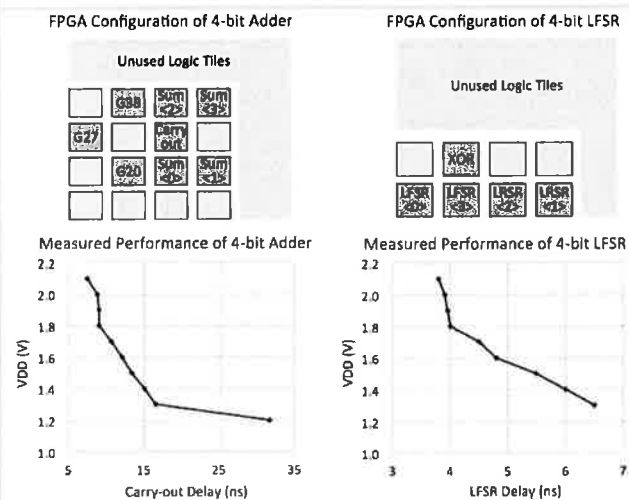 FPGA Configuration of 4-bit Adder
Unused Logic Tiles
G38
Sum
<2>
Sum
<3>
G27
Carry
out
G20
Sum
<0>
Sum
<1>
FPGA Configuration of 4-bit LFSR
Unused Logic Tiles
XOR
LFSR
<0>
LFSR
<3>
LRSR
<2>
LRSR
<1>
Measured Performance of 4-bit Adder
2.2
2.0
1.8
1.6
1.4
1.2
1.0
VDD (V)
5 15 25 35
Carry-out Delay (ns)
Measured Performance of 4-bit LFSR
2.2
2.0
1.8
1.6
1.4
1.2
1.0
VDD (V)
3 4 5 6 7
LFSR Delay (ns)